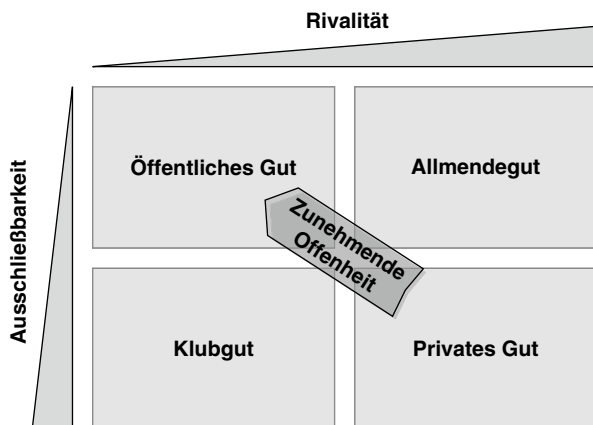 Rivalität
Ausschließbarkeit
Öffentliches Gut
Allmendegut
Zunehmende
Offenheit
Klubgut
Privates Gut